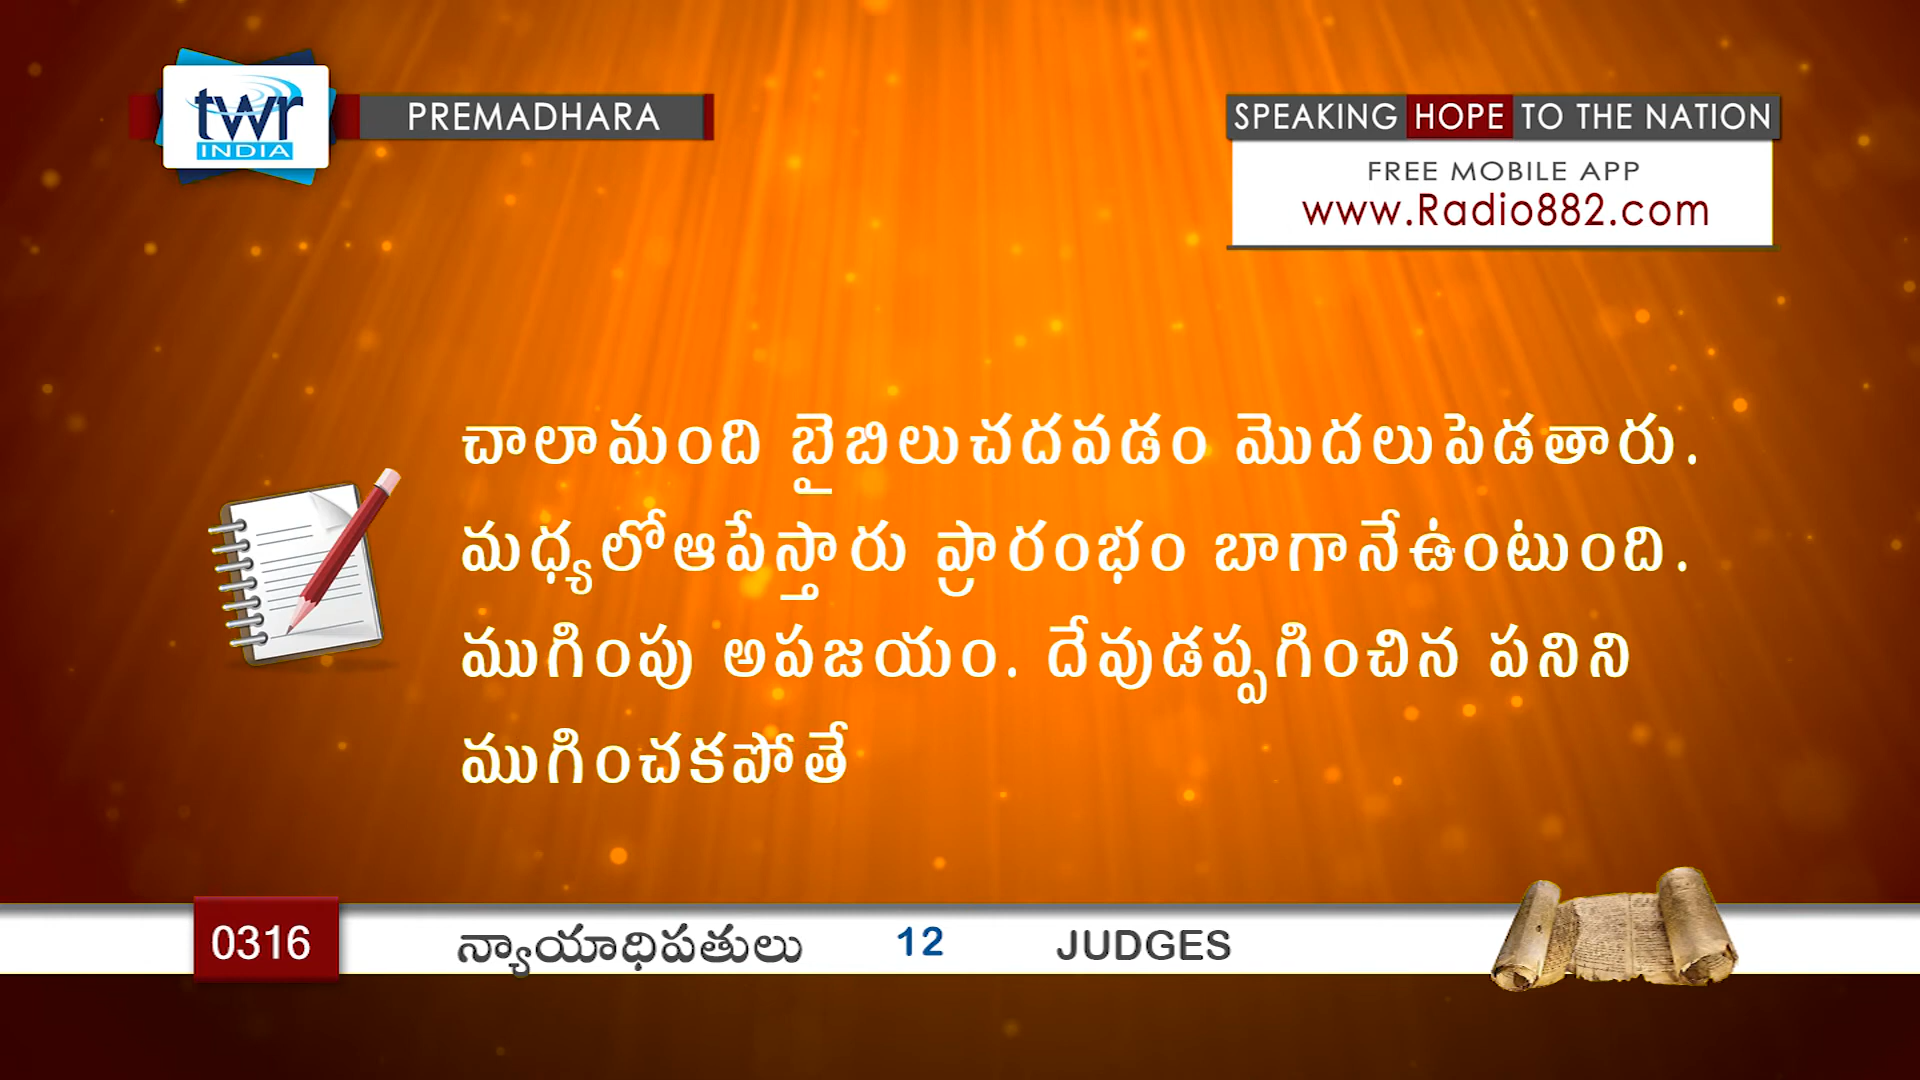 twr
INDIA
PREMADHARA
SPEAKING HOPE TO THE NATION
FREE MOBILE APP
www.Radio882.com
చాలామంది బైబిలుచదవడం మొదలుపెడతారు.
మధ్యలోఆపేస్తారు ప్రారంభం బాగానేఉంటుంది.
ముగింపు అపజయం. దేవుడప్పగించిన పనిని
ముగించకపోతే
0316 న్యాయాధిపతులు 12 JUDGES